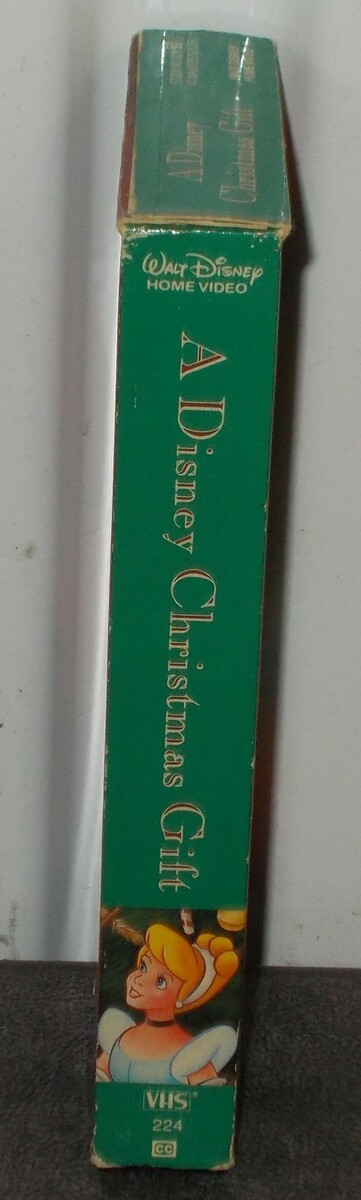 A Disney
Christmas Gift
WALT DISNEY
HOME VIDEO
A Disney Christmas Gift
VHS
224
CC